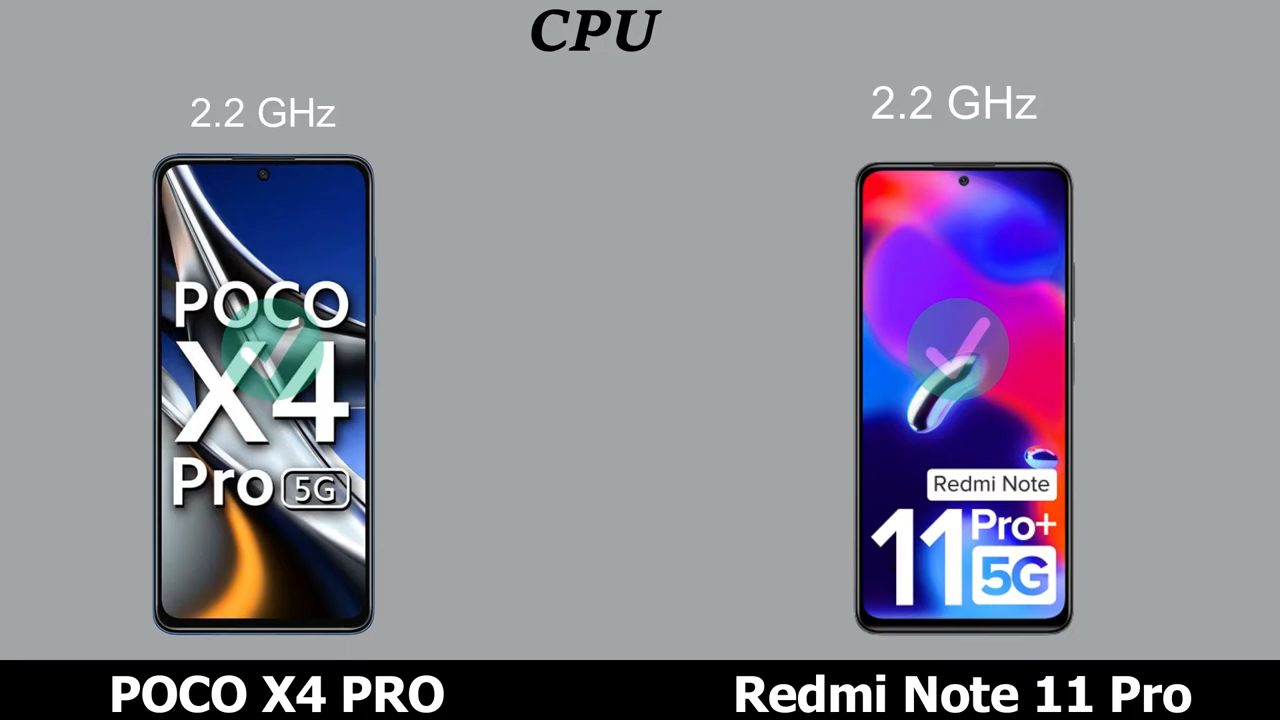 CPU
2.2 GHz
2.2 GHz
POCO
X4
Pro 5G
Redmi Note
11 Pro+
5G
POCO X4 PRO
Redmi Note 11 Pro